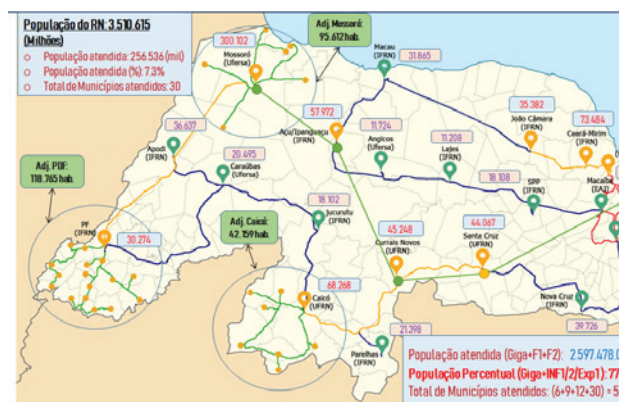 População do RN: 3.510.615
(Milhões)
População atendida: 256.536 (mil)
População atendida (%): 7,3%
Total de Municípios atendidos: 30
Adj. Mossoró:
95.612 hab.
300.102
Mossoró
(Ufersa)
Macau
(IFRN)
31.865
57.972
Açu/Ipanguaçu
(IFRN)
35.382
João Câmara
(IFRN)
73.484
Ceará-Mirim
(IFRN)
36.637
Apodi
(IFRN)
11.724
Angicos
(Ufersa)
11.208
Lajes
(IFRN)
20.495
Caraúbas
(Ufersa)
Adj. PDF:
118.765 hab.
18.108
SPP
(IFRN)
Macaíba
(EAJ)
18.102
Jucurutu
(IFRN)
Adj. Caicó:
42.159 hab.
PF
(IFRN)
30.274
45.248
Currais Novos
(UFRN)
44.067
Santa Cruz
(UFRN)
68.268
Caicó
(UFRN)
Nova Cruz
(IFRN)
39.726
21.398
Parelhas
(IFRN)
População atendida (Giga+F1+F2): 2.597.478,0
População Percentual (Giga+INF1/2/Exp1): 77
Total de Municípios atendidos: (6+9+12+30) = 5